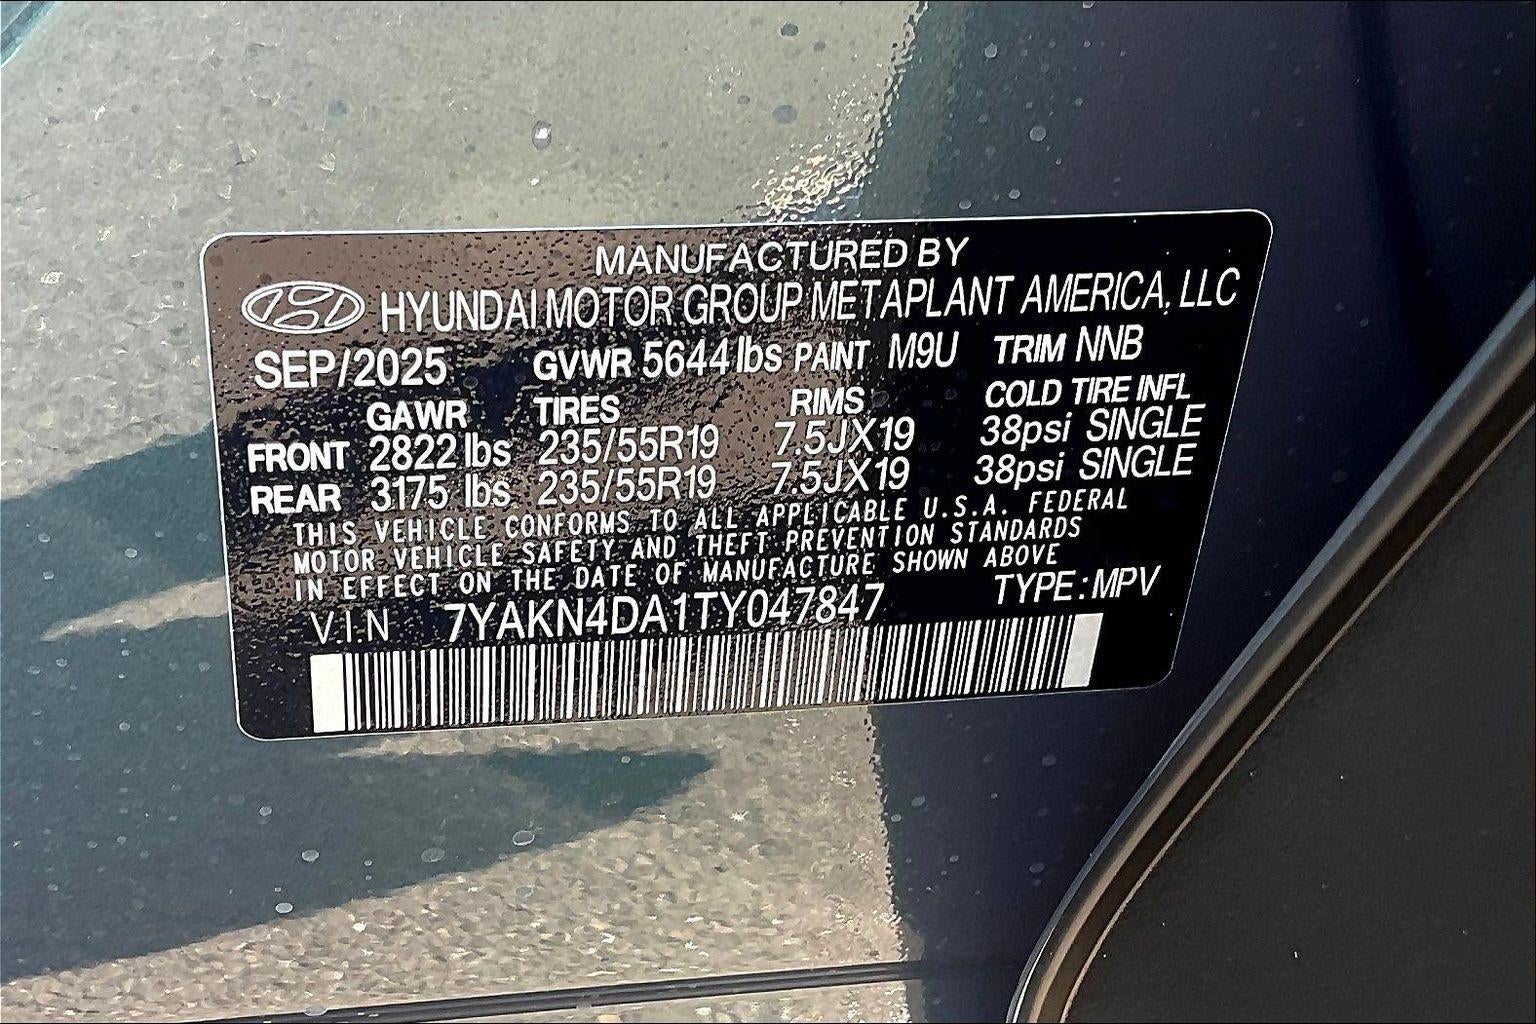 MANUFACTURED BY
HYUNDAI MOTOR GROUP METAPLANT AMERICA, LLC
SEP/2025 GVWR 5644 lbs PAINT M9U TRIM NNB
GAWR TIRES RIMS COLD TIRE INFL
FRONT 2822 lbs 235/55R19 7.5JX19 38psi SINGLE
REAR 3175 lbs 235/55R19 7.5JX19 38psi SINGLE
THIS VEHICLE CONFORMS TO ALL APPLICABLE U.S.A. FEDERAL
MOTOR VEHICLE SAFETY AND THEFT PREVENTION STANDARDS
IN EFFECT ON THE DATE OF MANUFACTURE SHOWN ABOVE
V.I.N 7YAKN4DA1TY047847 TYPE: MPV